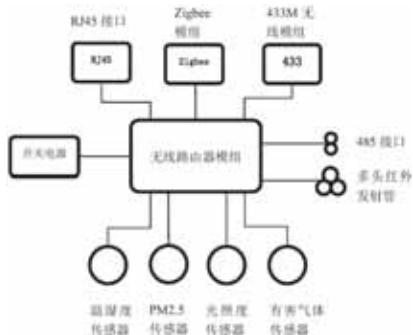 RJ45 接口
Zigbee
模组
433M 无
线模组
RJ45
Zigbee
433
开关电源
无线路由器模组
485 接口
多头红外
发射管
温湿度
传感器
PM2.5
传感器
光照度
传感器
有害气体
传感器